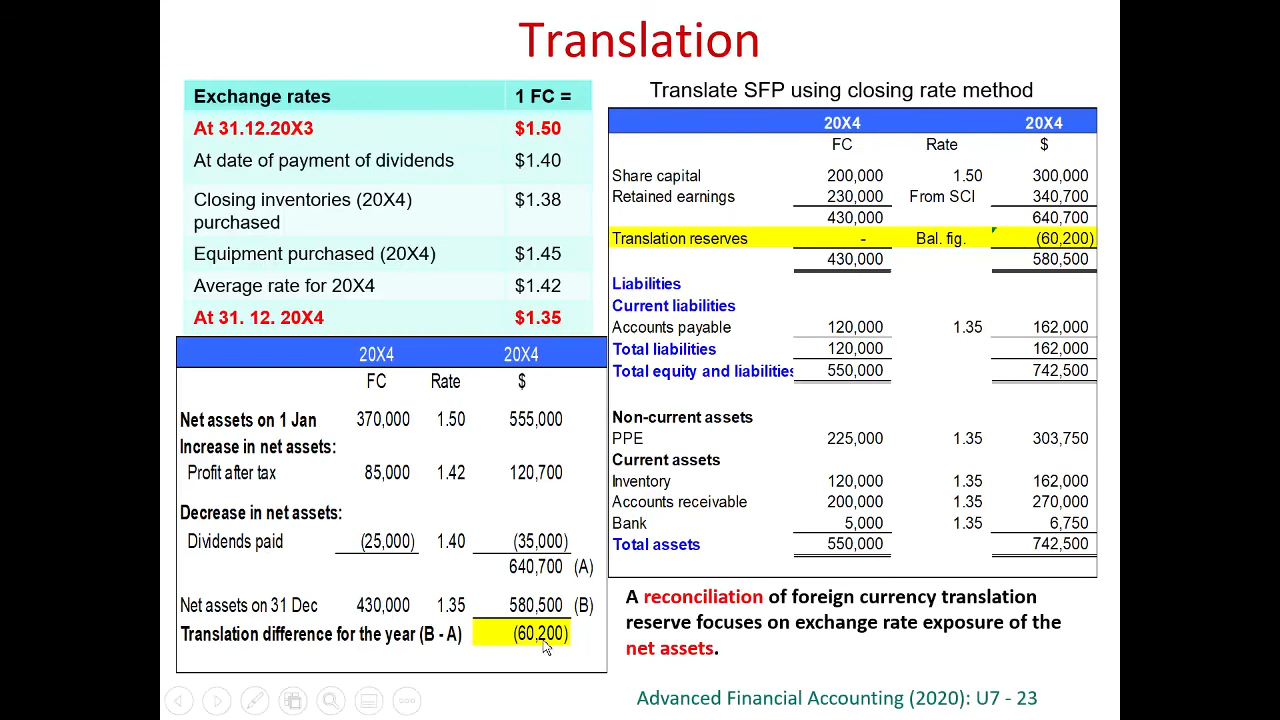 Translation
Exchange rates 1 FC =
At 31.12.20X3 $1.50
At date of payment of dividends $1.40
Closing inventories (20X4) $1.38
purchased
Equipment purchased (20X4) $1.45
Average rate for 20X4 $1.42
At 31. 12. 20X4 $1.35
20X4 20X4
FC Rate $
Net assets on 1 Jan 370,000 1.50 555,000
Increase in net assets:
Profit after tax 85,000 1.42 120,700
Decrease in net assets:
Dividends paid (25,000) 1.40 (35,000)
640,700 (A)
Net assets on 31 Dec 430,000 1.35 580,500 (B)
Translation difference for the year (B - A) (60,200)
Translate SFP using closing rate method
20X4 20X4
FC Rate $
Share capital 200,000 1.50 300,000
Retained earnings 230,000 From SCI 340,700
430,000 640,700
Translation reserves - Bal. fig. (60,200)
430,000 580,500
Liabilities
Current liabilities
Accounts payable 120,000 1.35 162,000
Total liabilities 120,000 162,000
Total equity and liabilities 550,000 742,500
Non-current assets
PPE 225,000 1.35 303,750
Current assets
Inventory 120,000 1.35 162,000
Accounts receivable 200,000 1.35 270,000
Bank 5,000 1.35 6,750
Total assets 550,000 742,500
A reconciliation of foreign currency translation
reserve focuses on exchange rate exposure of the
net assets.
Advanced Financial Accounting (2020): U7 - 23